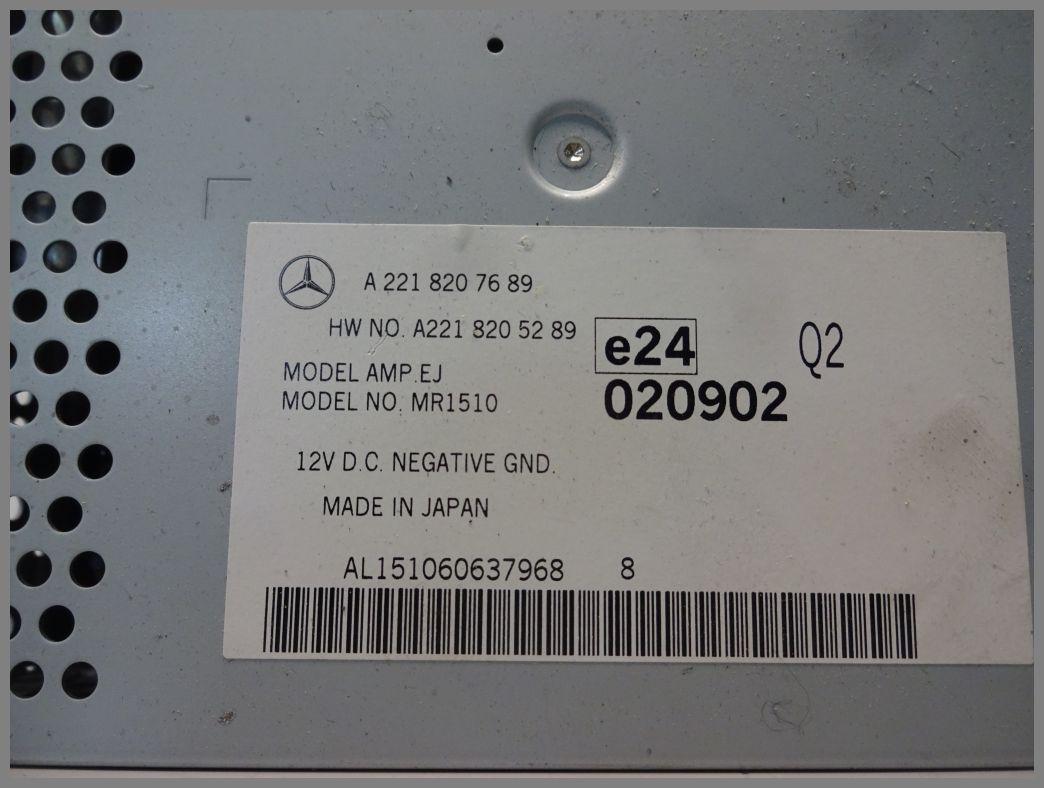 A 221 820 76 89
HW NO. A221 820 52 89
e24
Q2
MODEL AMP.EJ
MODEL NO. MR1510
020902
12V D.C. NEGATIVE GND.
MADE IN JAPAN
AL151060637968 8